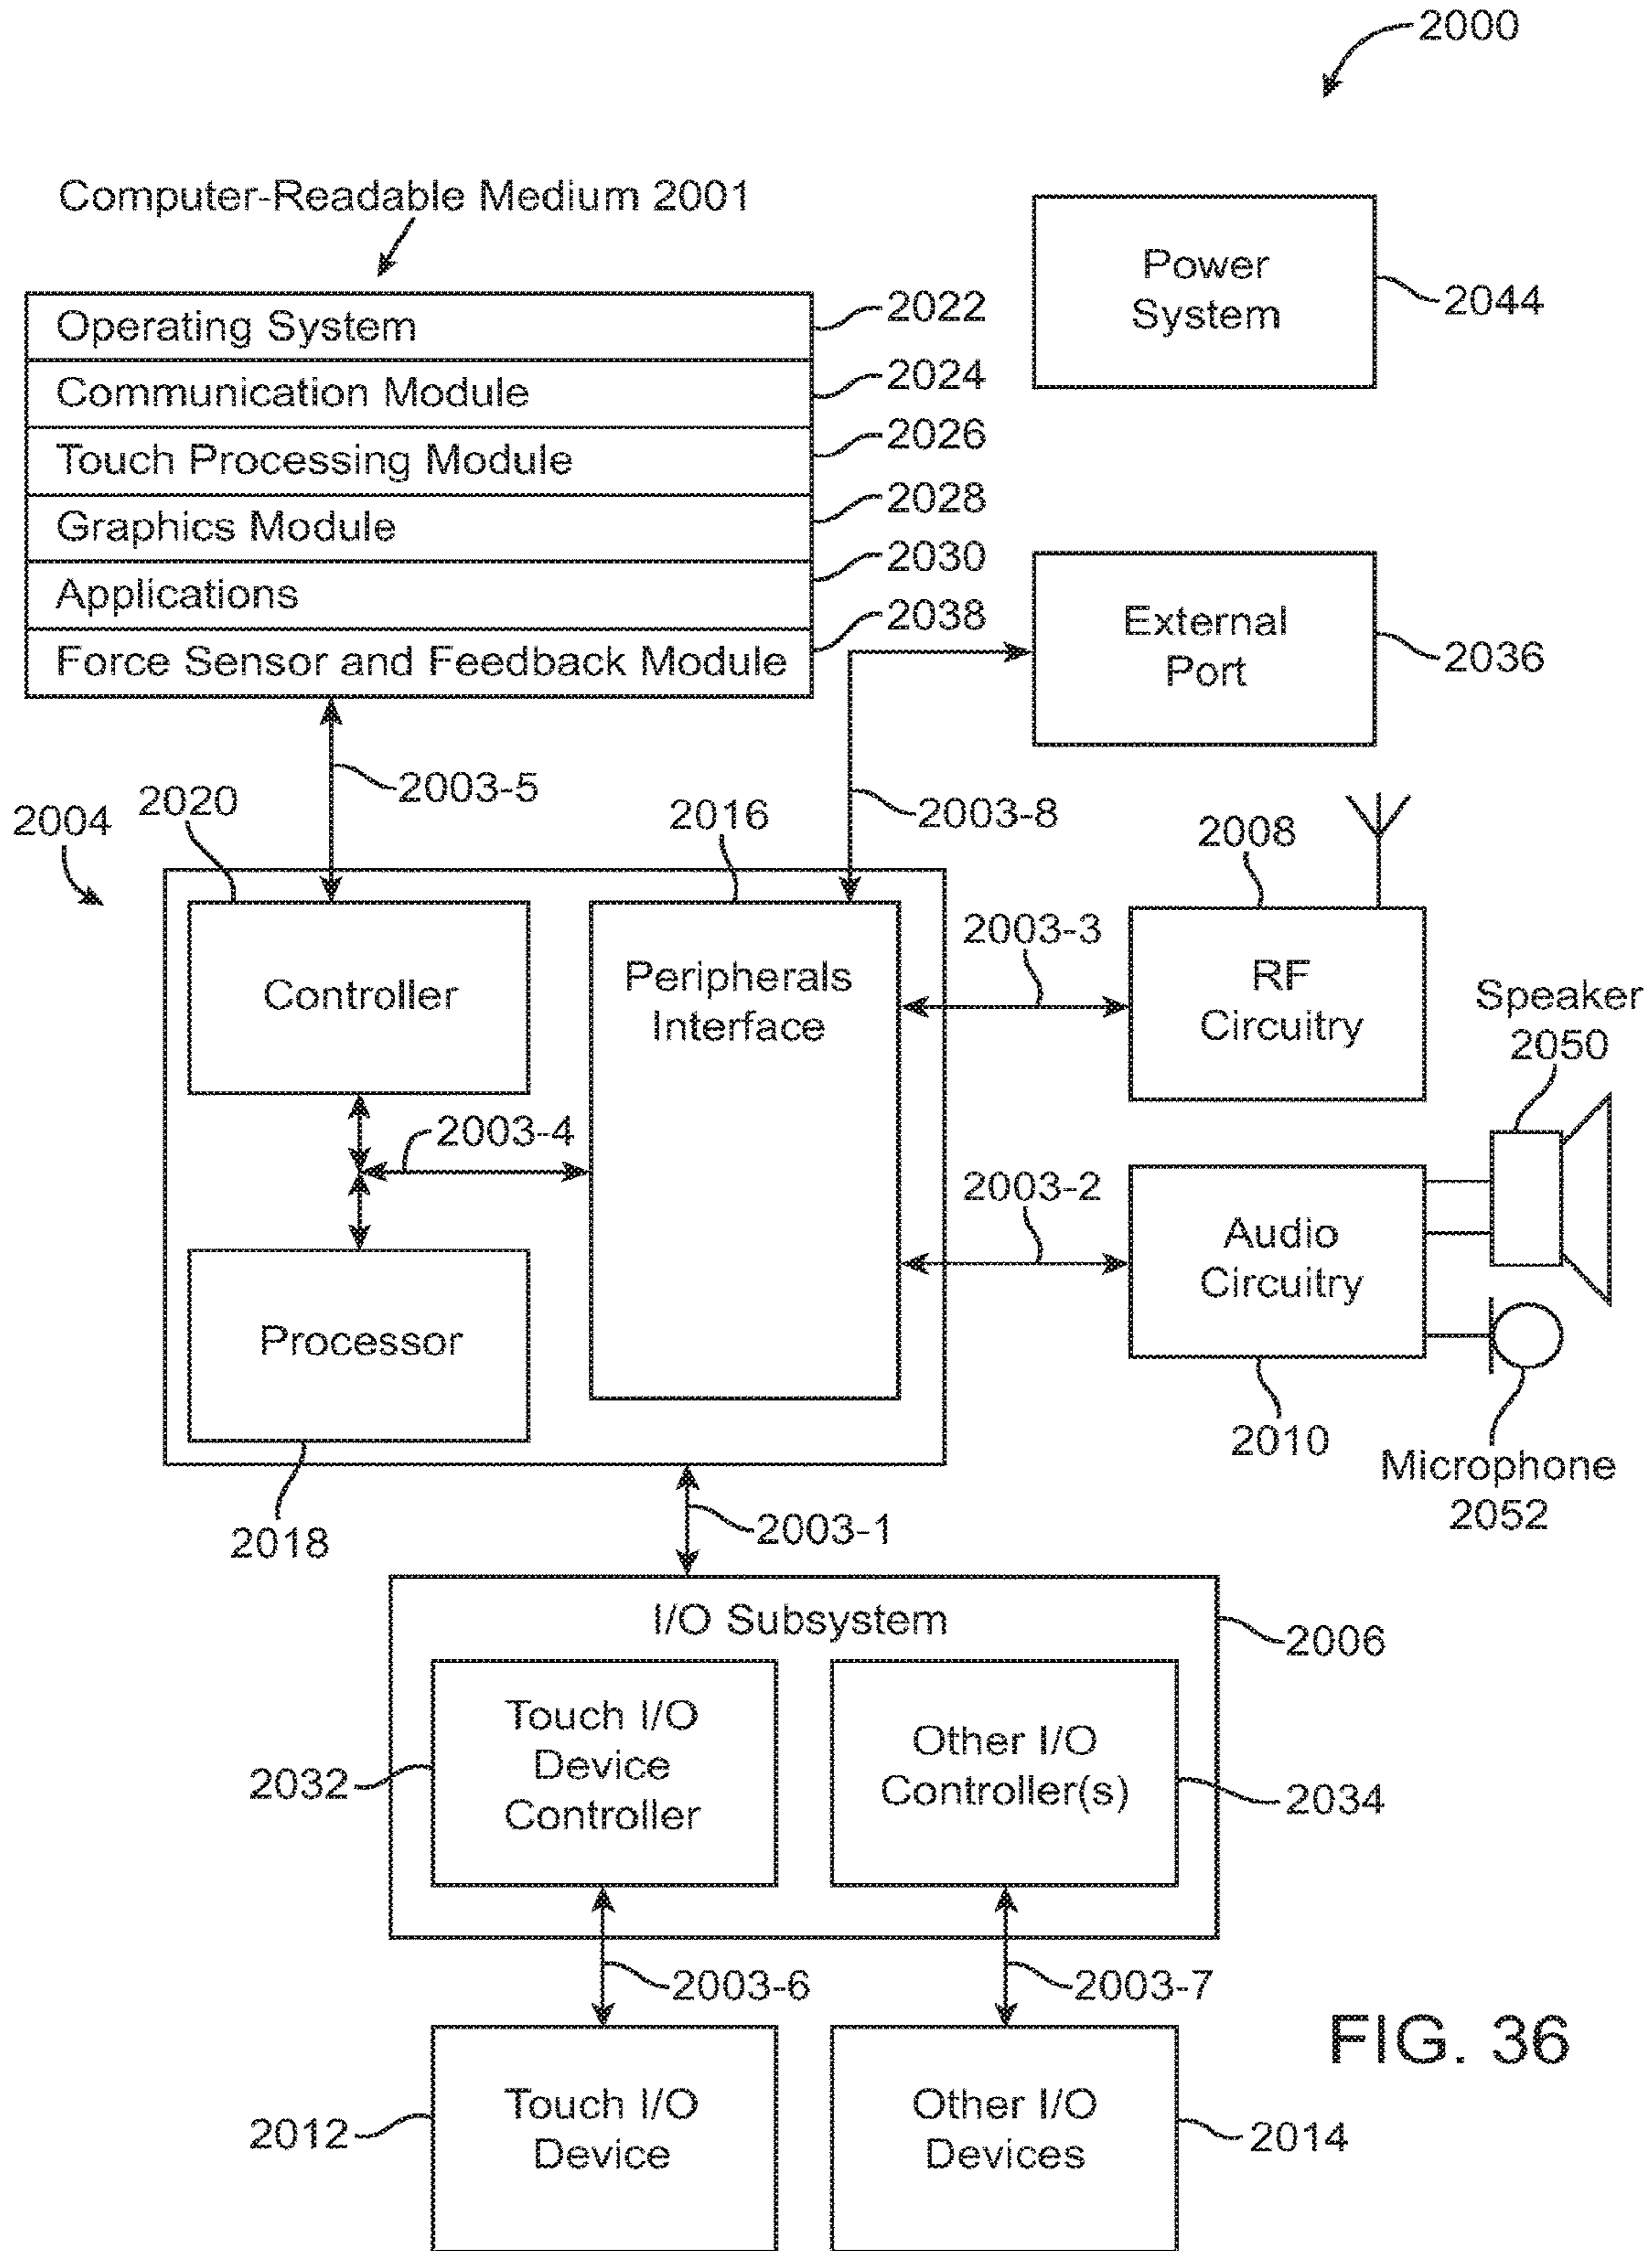 2000
Computer-Readable Medium 2001
Power
System
2044
Operating System
2022
Communication Module
2024
Touch Processing Module
2026
Graphics Module
2028
Applications
2030
Force Sensor and Feedback Module
2038
External
Port
2036
2003-5
2003-8
2004
2020
2016
2008
Controller
Peripherals
Interface
2003-3
RF
Circuitry
Speaker
2050
2003-4
2003-2
Audio
Circuitry
Processor
2010
Microphone
2052
2018
2003-1
I/O Subsystem
2006
Touch I/O
Device
Controller
2032
Other I/O
Controller(s)
2034
2003-6
2003-7
FIG. 36
Touch I/O
Device
2012
Other I/O
Devices
2014